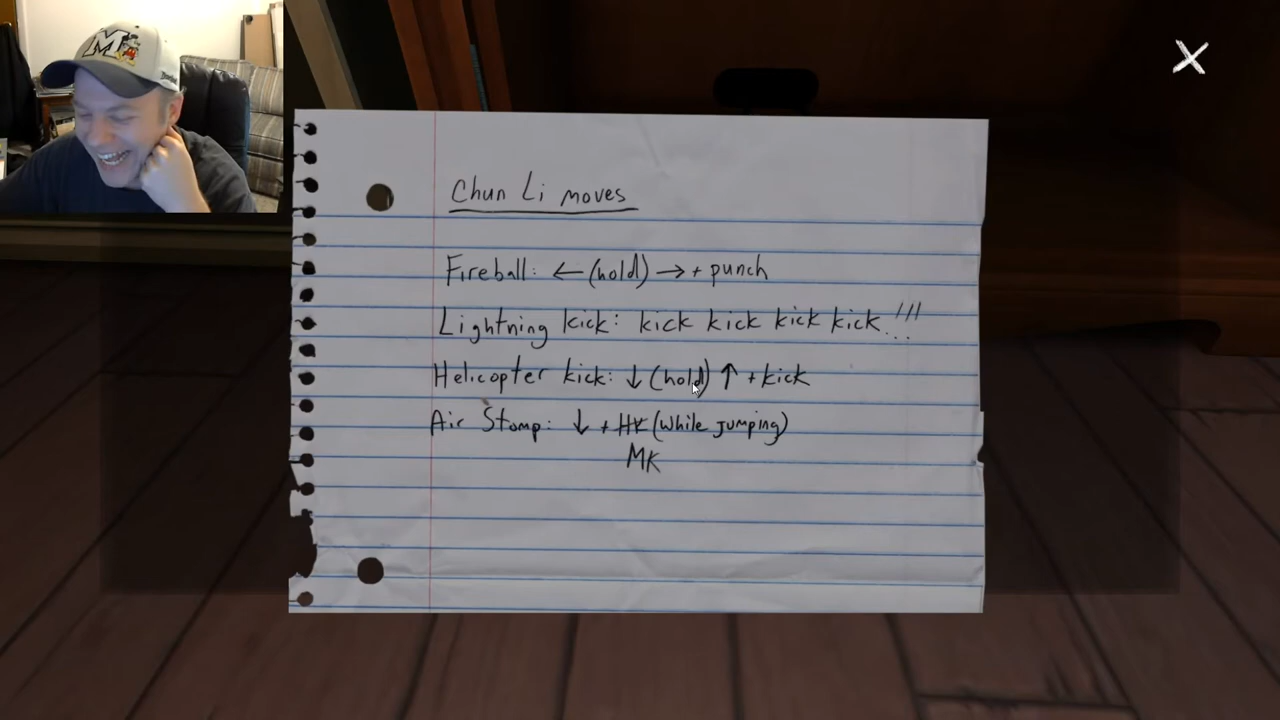 M
Chun Li moves
Fireball: ← (hold) → + punch
Lightning kick: kick kick kick kick...!!!
Helicopter kick: ↓ (hold) ↑ + kick
Air Stomp: ↓ + HK (while jumping)
MK